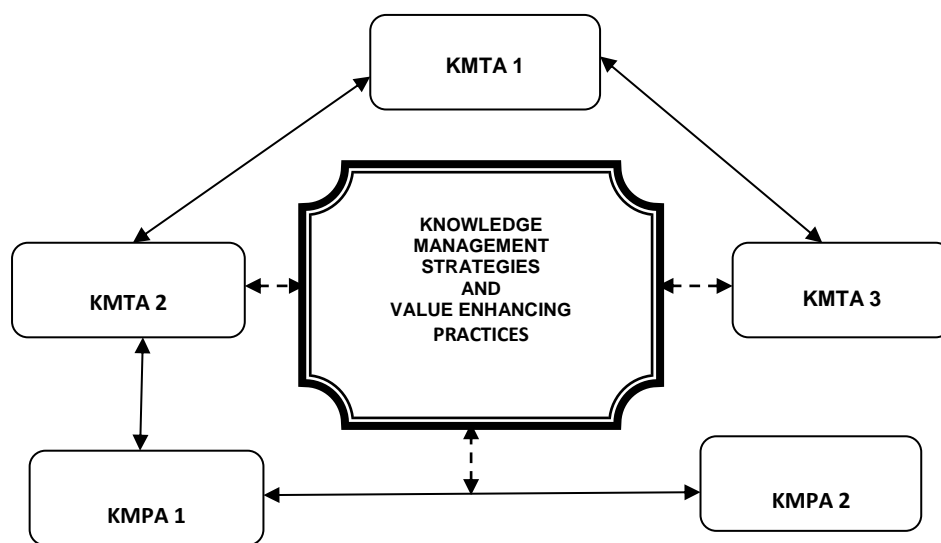 KMTA 1
KNOWLEDGE
MANAGEMENT
STRATEGIES
AND
VALUE ENHANCING
PRACTICES
KMTA 2
KMTA 3
KMPA 1
KMPA 2